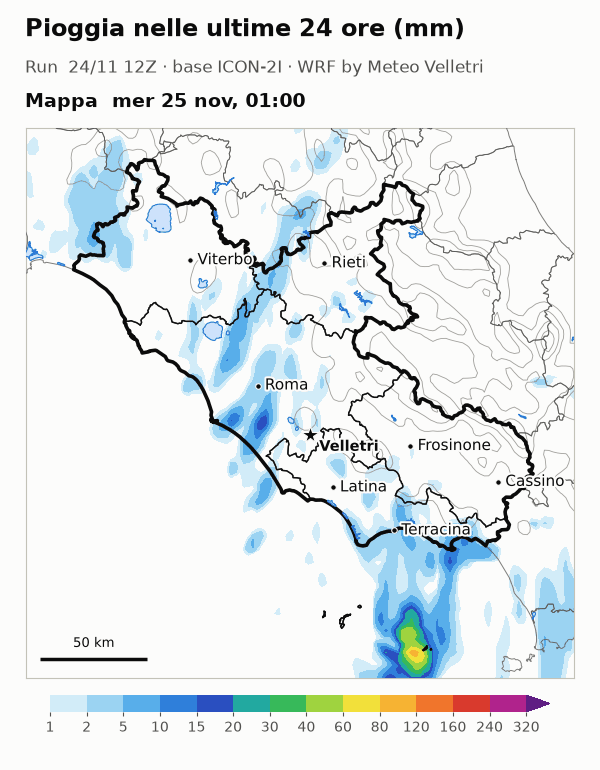 Pioggia nelle ultime 24 ore (mm)
Run  24/11 12Z · base ICON-2I · WRF by Meteo Velletri
Mappa  mer 25 nov, 01:00
Viterbo
Rieti
Roma
Velletri
Frosinone
Latina
Cassino
Terracina
50 km
1 2 5 10 15 20 30 40 60 80 120 160 240 320